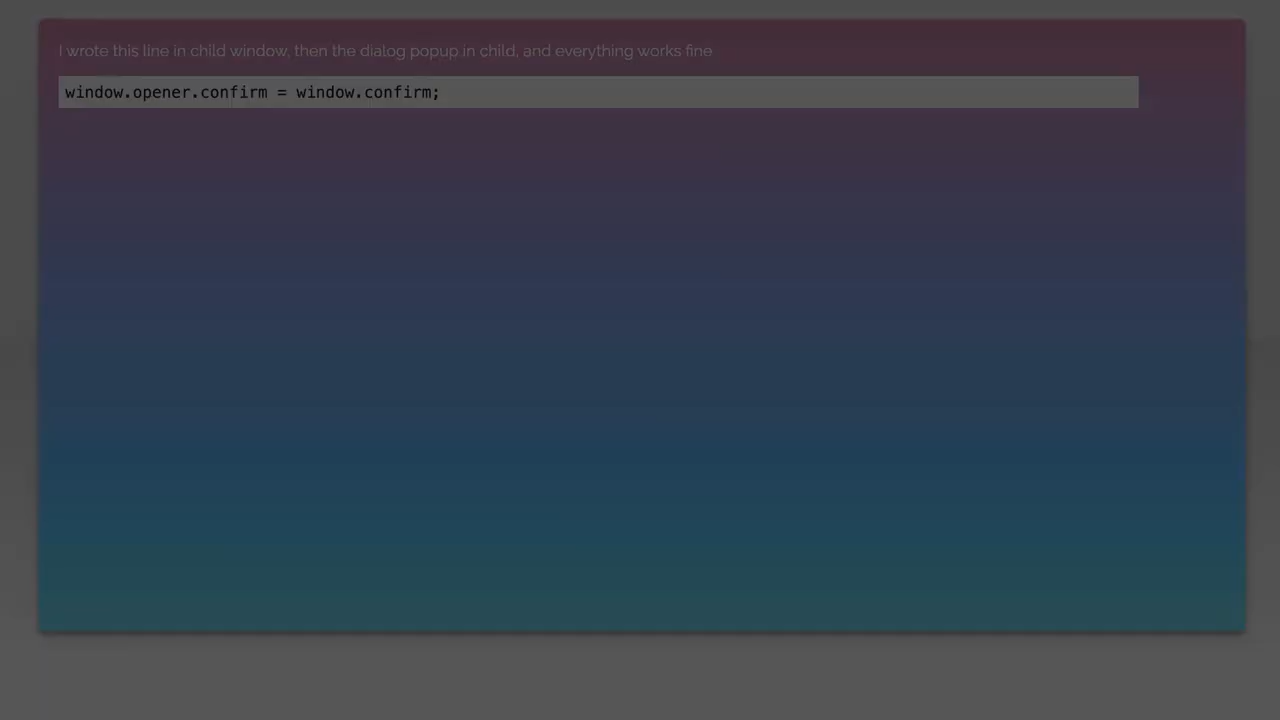 I wrote this line in child window, then the dialog popup in child, and everything works fine
window.opener.confirm = window.confirm;